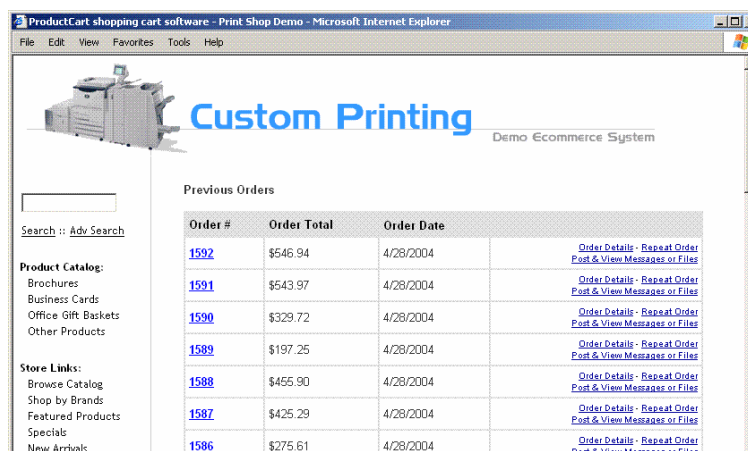 ProductCart shopping cart software - Print Shop Demo - Microsoft Internet Explorer
File Edit View Favorites Tools Help
Custom Printing
Demo Ecommerce System
Search :: Adv Search
Product Catalog:
Brochures
Business Cards
Office Gift Baskets
Other Products
Store Links:
Browse Catalog
Shop by Brands
Featured Products
Specials
New Arrivals
Previous Orders
Order # Order Total Order Date
1592 $546.94 4/28/2004 Order Details - Repeat Order
Post & View Messages or Files
1591 $543.97 4/28/2004 Order Details - Repeat Order
Post & View Messages or Files
1590 $329.72 4/28/2004 Order Details - Repeat Order
Post & View Messages or Files
1589 $197.25 4/28/2004 Order Details - Repeat Order
Post & View Messages or Files
1588 $455.90 4/28/2004 Order Details - Repeat Order
Post & View Messages or Files
1587 $425.29 4/28/2004 Order Details - Repeat Order
Post & View Messages or Files
1586 $275.61 4/28/2004 Order Details - Repeat Order
Post & View Messages or Files